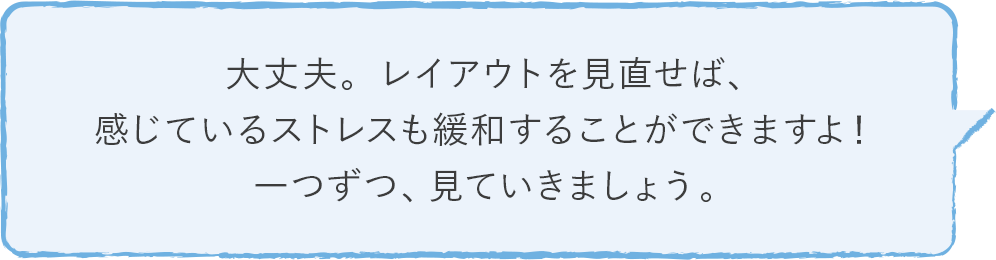 大丈夫。レイアウトを見直せば、
感じているストレスも緩和することができますよ！
一つずつ、見ていきましょう。